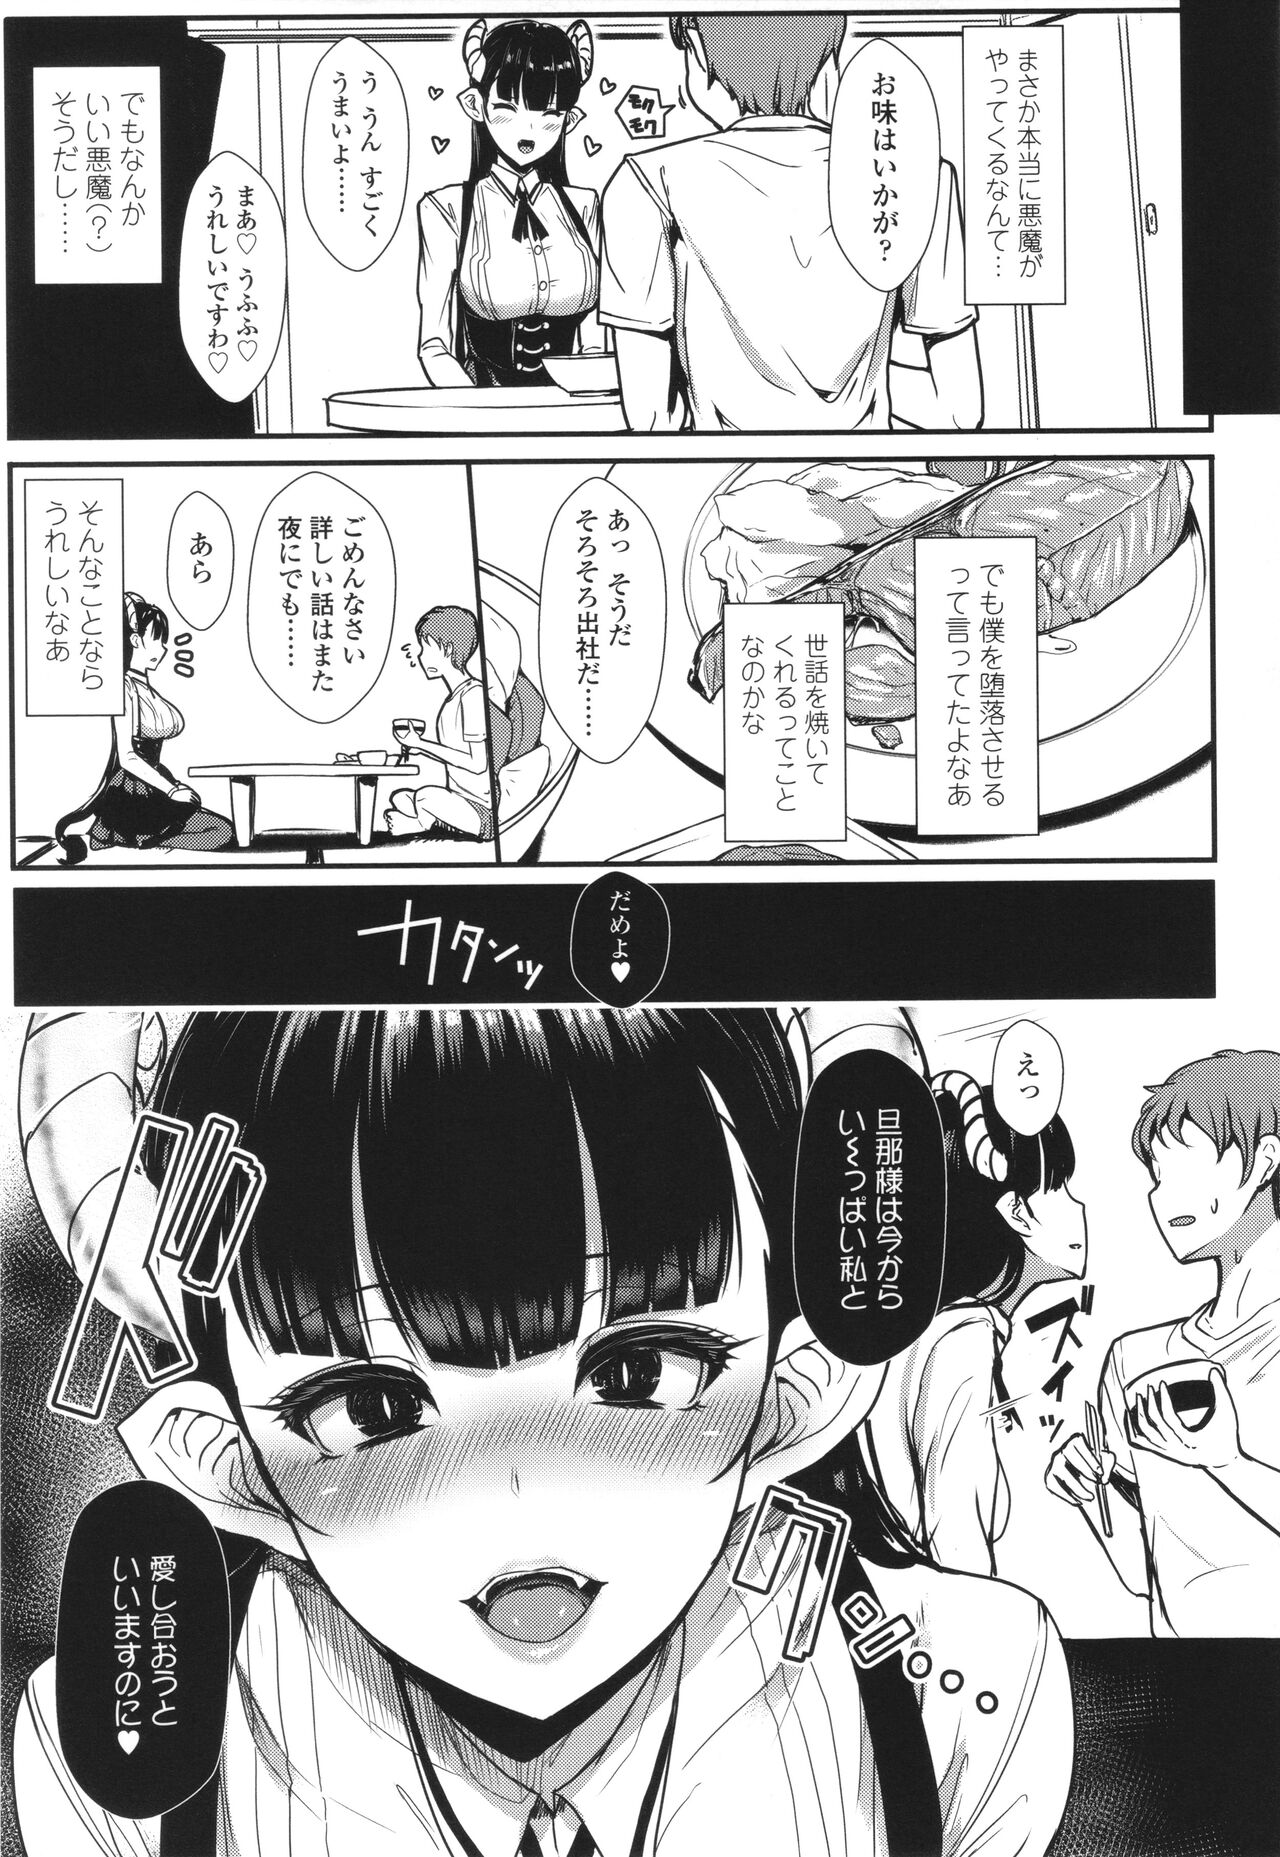 まさか本当に悪魔が
やってくるなんて…
お味はいかが？
モク
モク
う うん すごく
うまいよ……
まあ♡ うふふ♡
うれしいですわ♡
でもなんか
いい悪魔（？）
そうだし……
でも僕を堕落させる
って言ってたよなあ
世話を焼いて
くれるってこと
なのかな
あっ そうだ
そろそろ出社だ……
ごめんなさい
詳しい話はまた
夜にでも……
あら
そんなことなら
うれしいなあ
だめよ♥
カタンッ
えっ
ズイッ
旦那様は今から
い〜っぱい私と
愛し合おうと
いいますのに♥